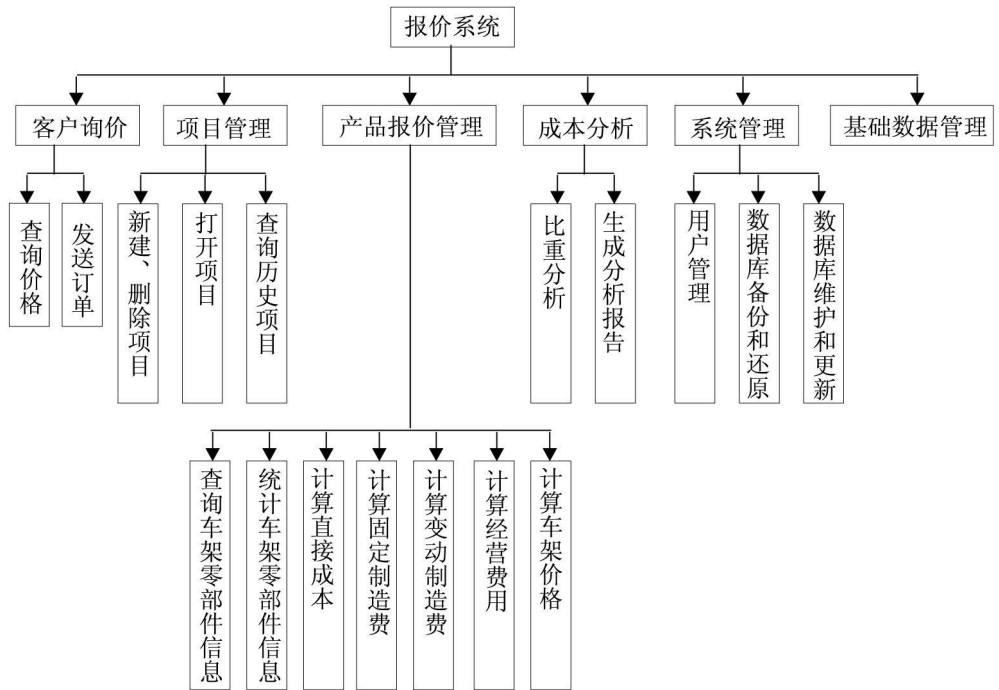 报价系统
客户询价
项目管理
产品报价管理
成本分析
系统管理
基础数据管理
查询价格
发送订单
新建、删除项目
打开项目
查询历史项目
比重分析
生成分析报告
用户管理
数据库备份和还原
数据库维护和更新
查询车架零部件信息
统计车架零部件信息
计算直接成本
计算固定制造费
计算变动制造费
计算经营费用
计算车架价格